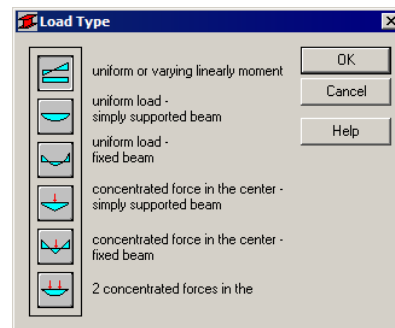 Load Type
OK
Cancel
Help
uniform or varying linearly moment
uniform load -
simply supported beam
uniform load -
fixed beam
concentrated force in the center -
simply supported beam
concentrated force in the center -
fixed beam
2 concentrated forces in the